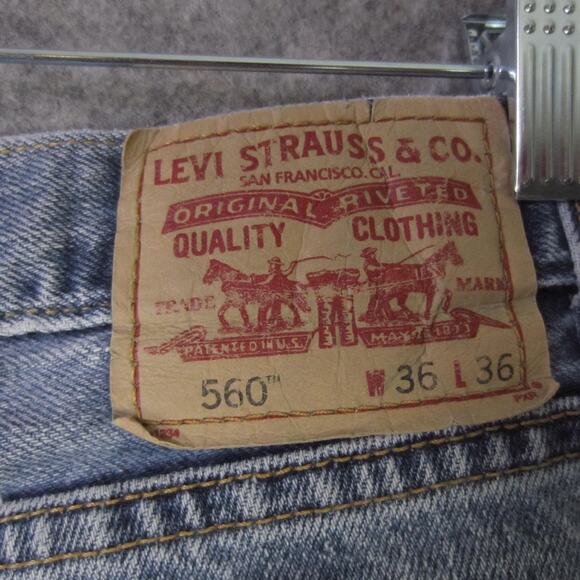 LEVI STRAUSS & CO.
SAN FRANCISCO, CAL.
ORIGINAL RIVETED
QUALITY CLOTHING
TRADE MARK
PATENTED IN U.S. MAY 20 1873
560™ W 36 L 36